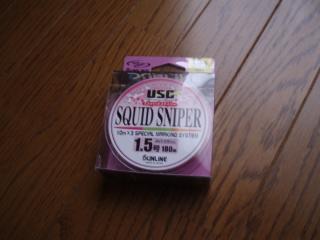 USC
SQUID SNIPER
10m×3 SPECIAL MARKING SYSTEM
1.5号 180m
SUNLINE